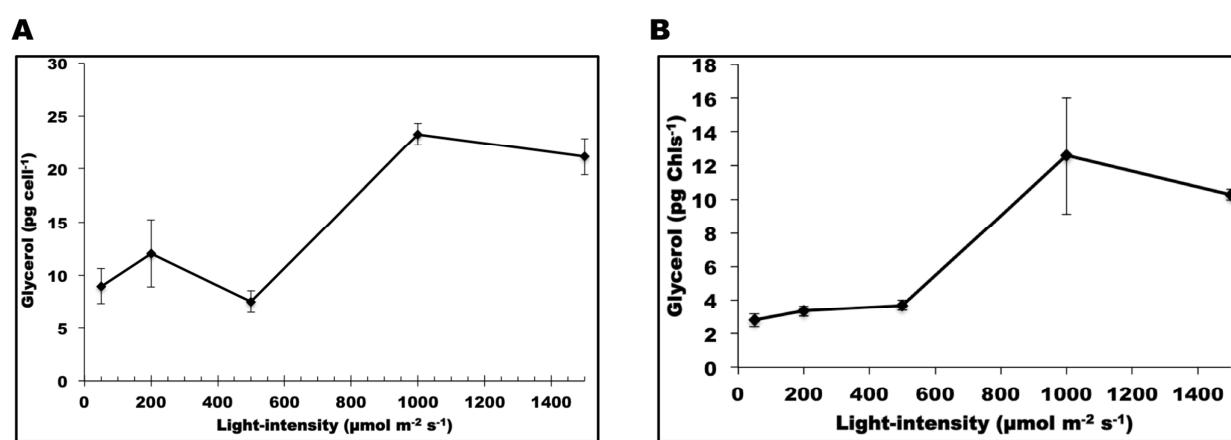 A
B
Glycerol (pg cell-1)
30
25
20
15
10
5
0
0 200 400 600 800 1000 1200 1400
Light-intensity (µmol m-2 s-1)
Glycerol (pg Chls-1)
18
16
14
12
10
8
6
4
2
0
0 200 400 600 800 1000 1200 1400
Light-intensity (µmol m-2 s-1)